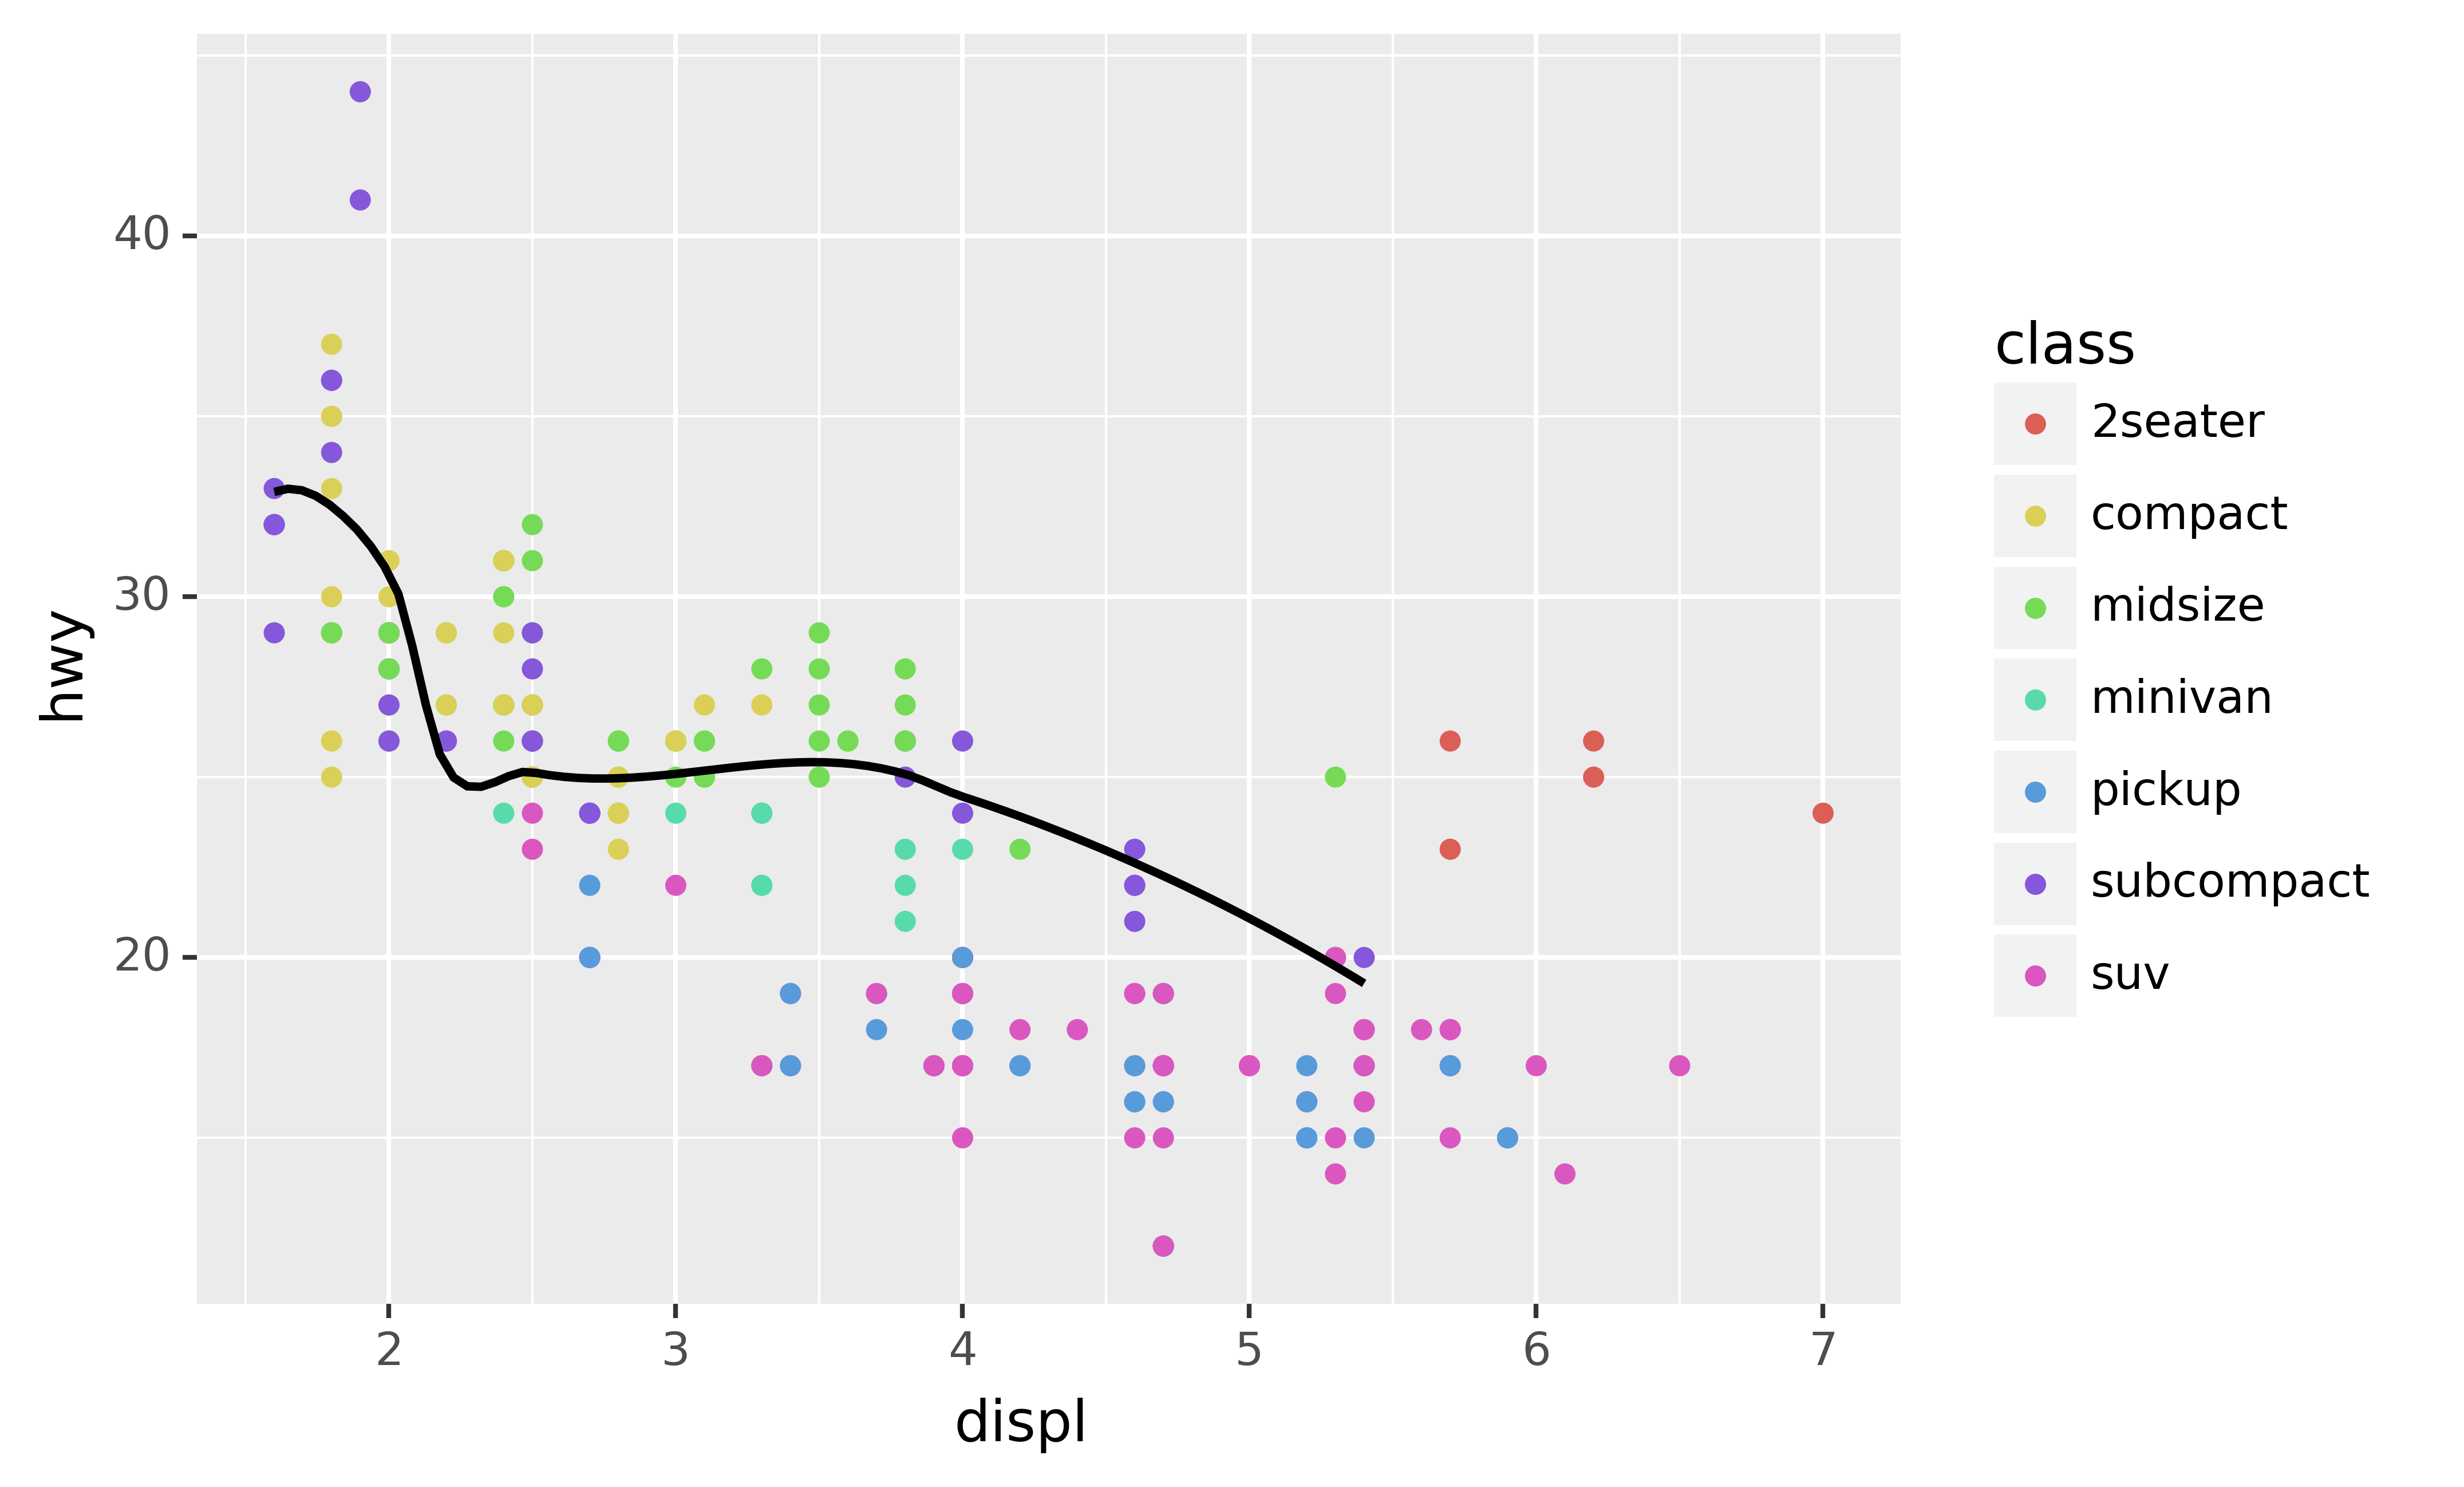 40
30
20
hwy
2 3 4 5 6 7
displ
class
2seater
compact
midsize
minivan
pickup
subcompact
suv